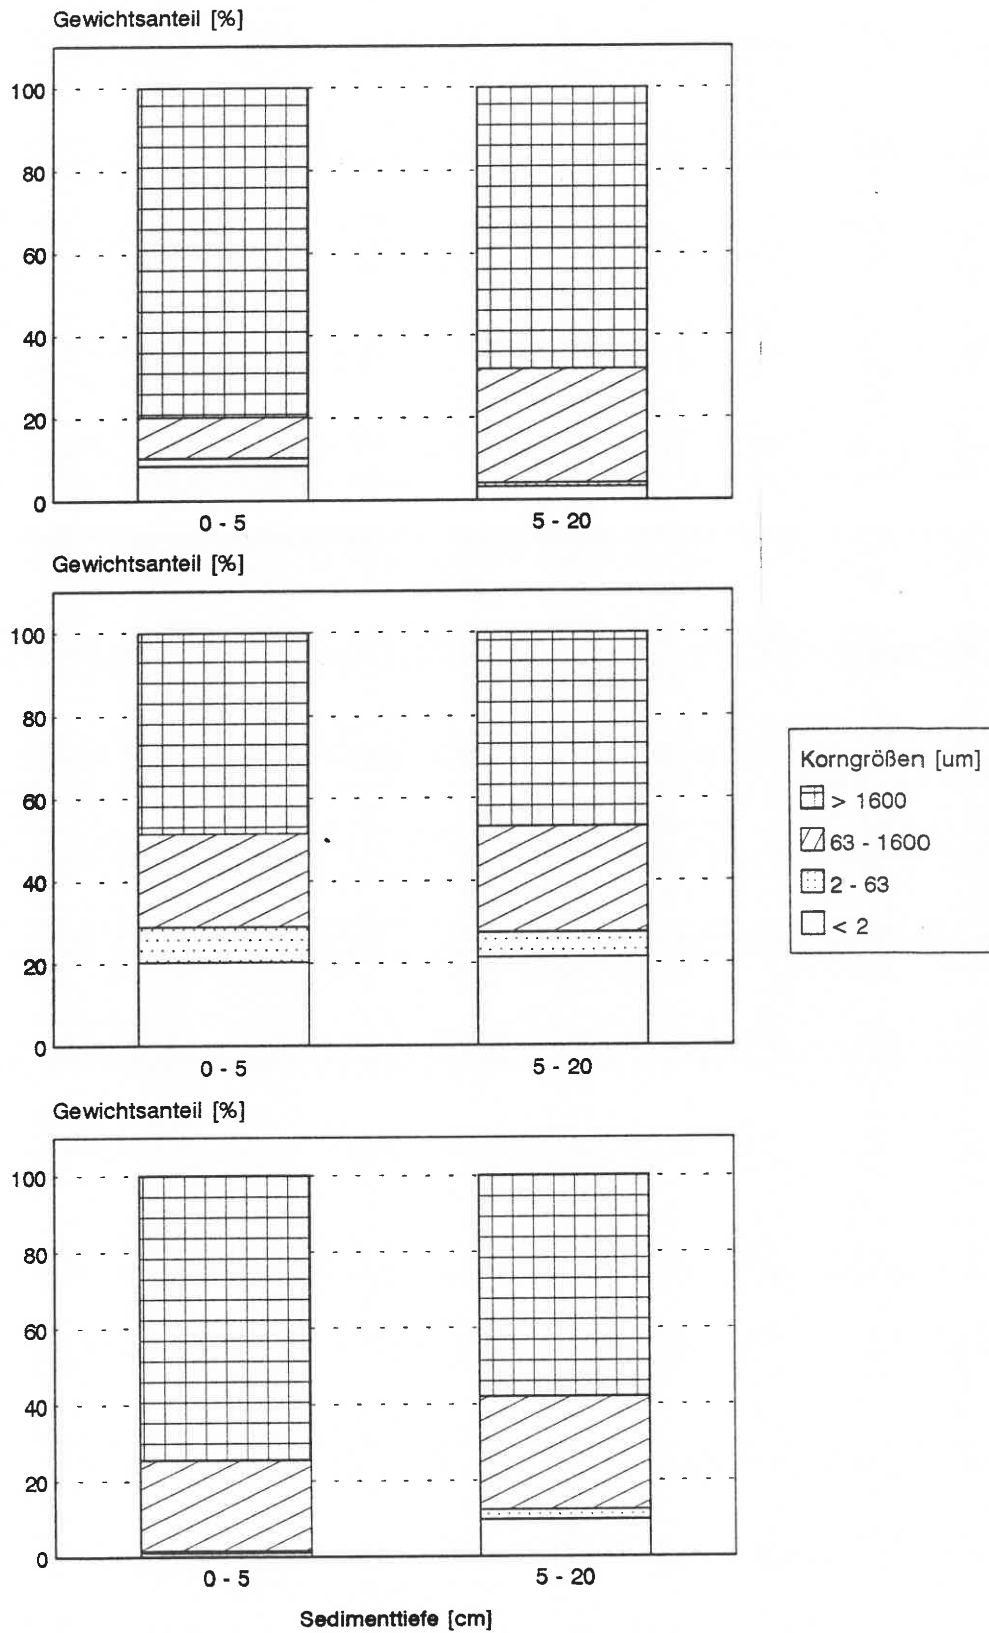 Gewichtsanteil [%]
100
80
60
40
20
0
0 - 5
5 - 20
Gewichtsanteil [%]
100
80
60
40
20
0
0 - 5
5 - 20
Korngrößen [um]
> 1600
63 - 1600
2 - 63
< 2
Gewichtsanteil [%]
100
80
60
40
20
0
0 - 5
5 - 20
Sedimenttiefe [cm]